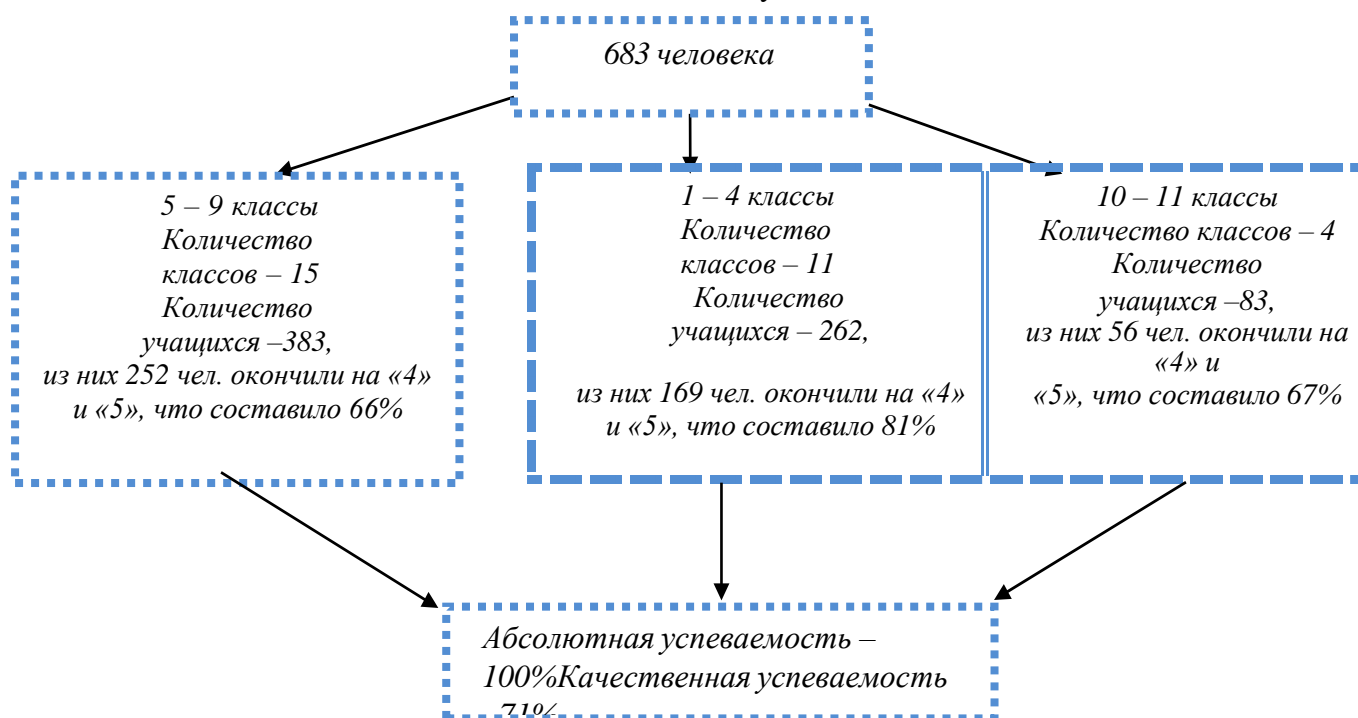 683 человека
5 – 9 классы
Количество
классов – 15
Количество
учащихся –383,
из них 252 чел. окончили на «4»
и «5», что составило 66%
1 – 4 классы
Количество
классов – 11
Количество
учащихся – 262,
из них 169 чел. окончили на «4»
и «5», что составило 81%
10 – 11 классы
Количество классов – 4
Количество
учащихся –83,
из них 56 чел. окончили на
«4» и
«5», что составило 67%
Абсолютная успеваемость –
100%Качественная успеваемость
71%